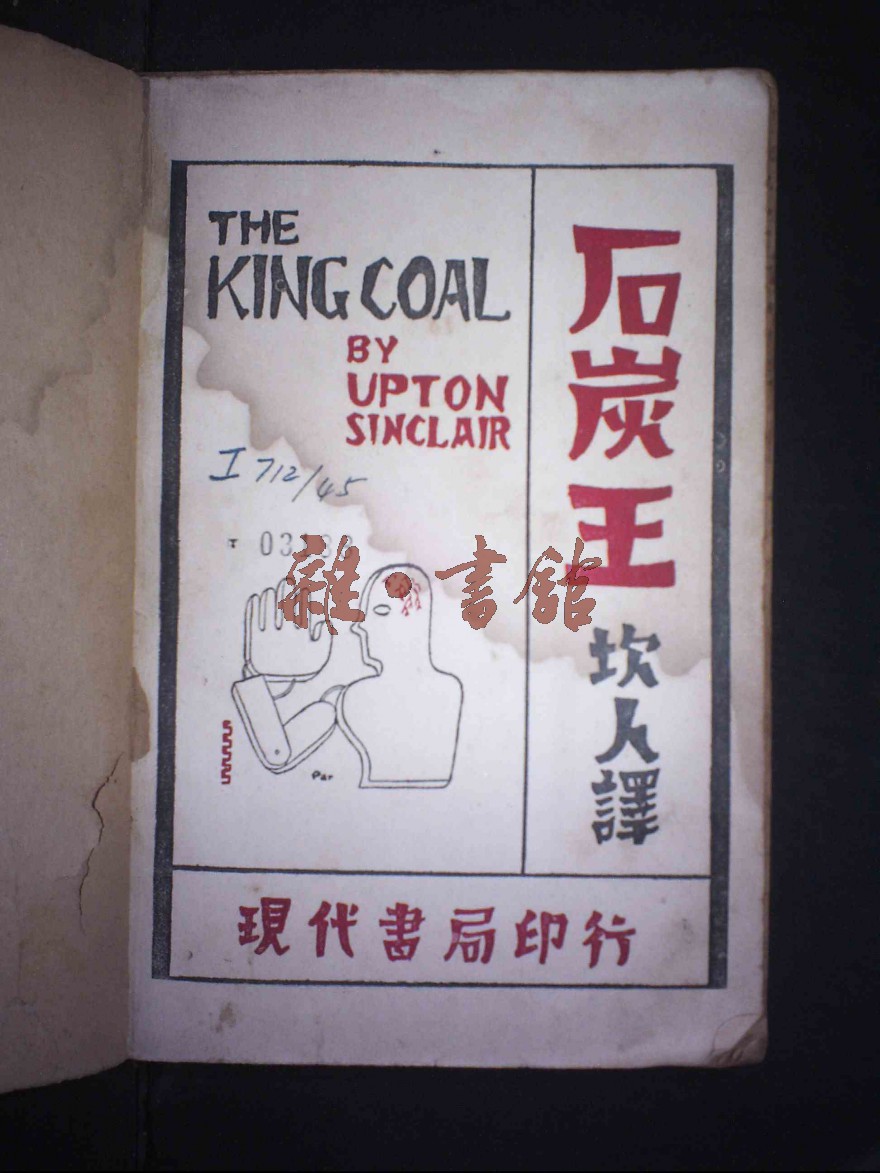 THE
KING COAL
BY
UPTON
SINCLAIR
I 712/45
雜·書館
Par
石炭王
坎人譯
現代書局印行